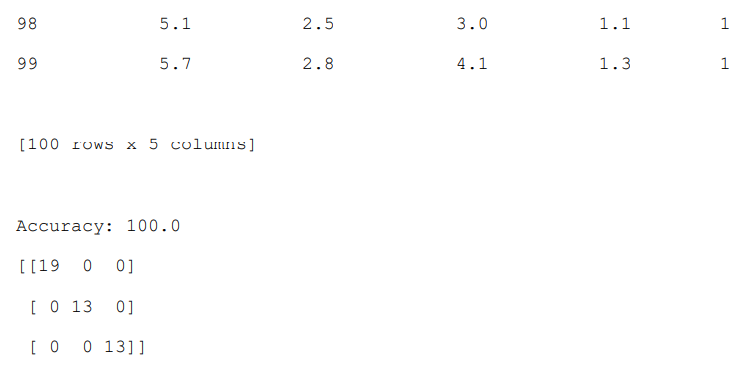 98 5.1 2.5 3.0 1.1 1
99 5.7 2.8 4.1 1.3 1
[100 rows x 5 columns]
Accuracy: 100.0
[[19 0 0]
[ 0 13 0]
[ 0 0 13]]